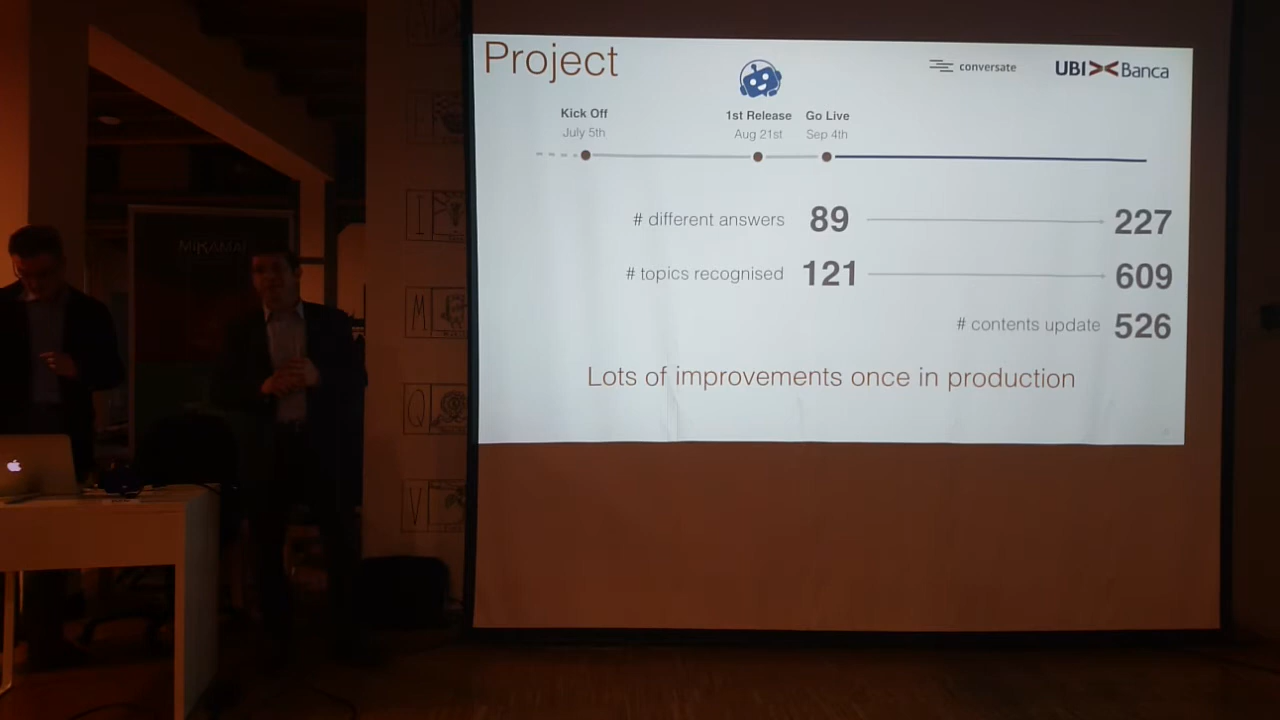 Project
conversate
UBI Banca
Kick Off
1st Release
Go Live
July 5th
Aug 21st
Sep 4th
# different answers 89 227
# topics recognised 121 609
# contents update 526
Lots of improvements once in production
MIKAMAI
I
M
Q
V